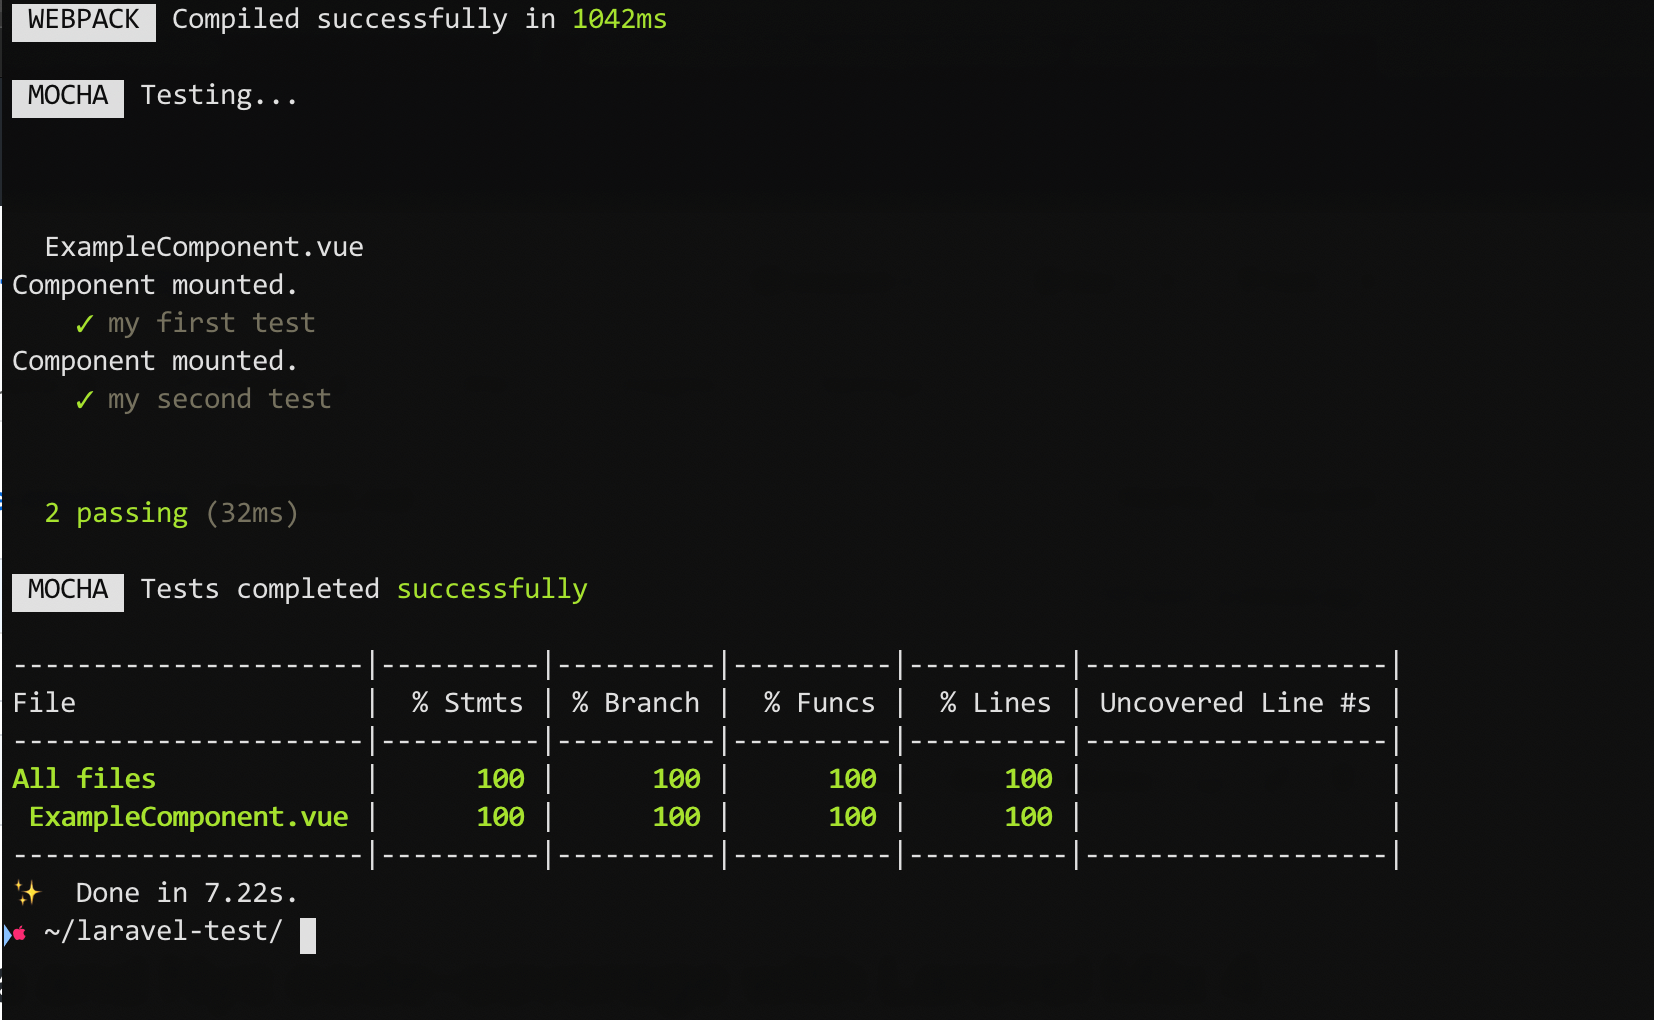 WEBPACK Compiled successfully in 1042ms
MOCHA Testing...
ExampleComponent.vue
Component mounted.
✓ my first test
Component mounted.
✓ my second test
2 passing (32ms)
MOCHA Tests completed successfully
----------------------|----------|----------|----------|----------|-------------------|
File                  |  % Stmts | % Branch |  % Funcs |  % Lines | Uncovered Line #s |
----------------------|----------|----------|----------|----------|-------------------|
All files             |      100 |      100 |      100 |      100 |                   |
 ExampleComponent.vue |      100 |      100 |      100 |      100 |                   |
----------------------|----------|----------|----------|----------|-------------------|
✨  Done in 7.22s.
~/laravel-test/